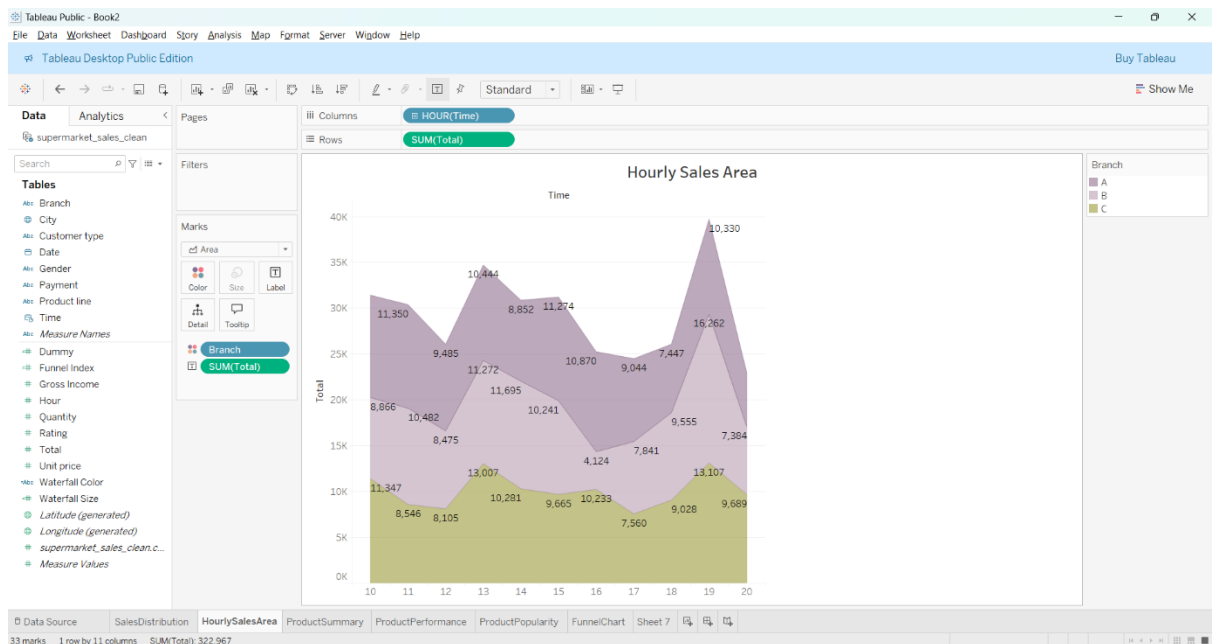 Tableau Public - Book2
File Data Worksheet Dashboard Story Analysis Map Format Server Window Help
Tableau Desktop Public Edition
Buy Tableau
Standard
Show Me
Data Analytics
supermarket_sales_clean
Search
Tables
Abc Branch
City
Abc Customer type
Date
Abc Gender
Abc Payment
Abc Product line
Time
Abc Measure Names
Dummy
Funnel Index
# Gross Income
# Hour
# Quantity
# Rating
# Total
# Unit price
Abc Waterfall Color
Waterfall Size
Latitude (generated)
Longitude (generated)
# supermarket_sales_clean.c...
# Measure Values
Pages
Filters
Marks
Area
Color Size Label
Detail Tooltip
Branch
SUM(Total)
Columns HOUR(Time)
Rows SUM(Total)
Hourly Sales Area
Time
Total
40K
35K
30K
25K
20K
15K
10K
5K
0K
10,330
10,444
11,350 8,852 11,274
16,262
9,485 10,870 9,044 7,447
11,272
11,695
8,866 10,482 10,241
9,555
8,475 7,841 7,384
4,124
13,007 13,107
11,347 10,281 9,665 10,233 9,689
8,546 8,105 7,560 9,028
10 11 12 13 14 15 16 17 18 19 20
Branch
A
B
C
Data Source SalesDistribution HourlySalesArea ProductSummary ProductPerformance ProductPopularity FunnelChart Sheet 7
33 marks 1 row by 11 columns SUM(Total): 322,967